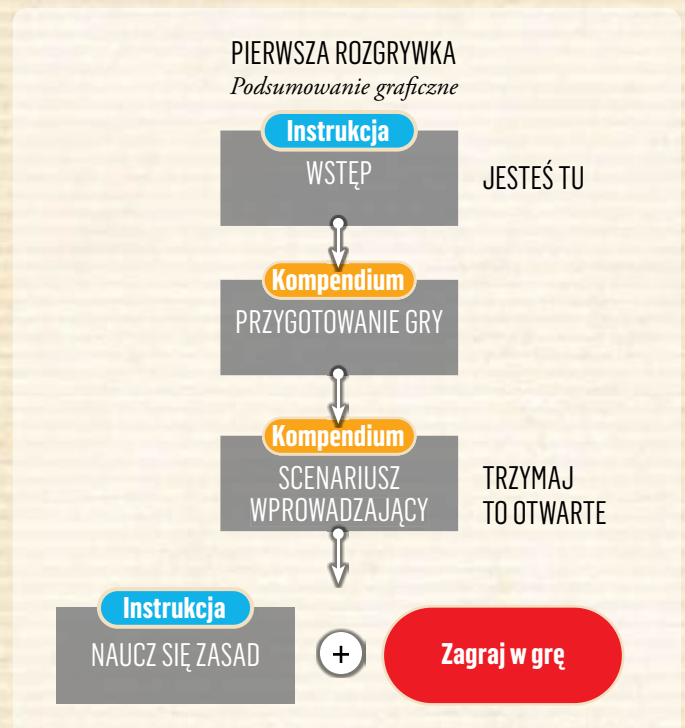 PIERWSZA ROZGRYWKA
Podsumowanie graficzne
Instrukcja
WSTĘP
JESTEŚ TU
Kompendium
PRZYGOTOWANIE GRY
Kompendium
SCENARIUSZ
WPROWADZAJĄCY
TRZYMAJ
TO OTWARTE
Instrukcja
NAUCZ SIĘ ZASAD
+
Zagraj w grę